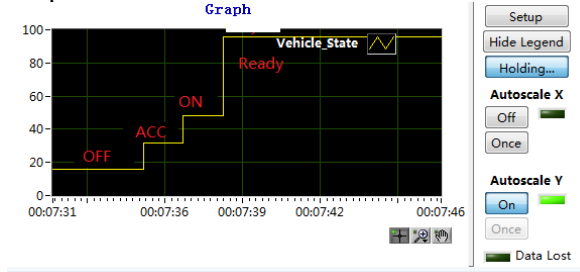 Graph
Setup
Hide Legend
Holding...
Autoscale X
Off
Once
Autoscale Y
On
Once
Data Lost
Vehicle_State
100
80
60
40
20
0
OFF
ACC
ON
Ready
00:07:31
00:07:36
00:07:39
00:07:42
00:07:46